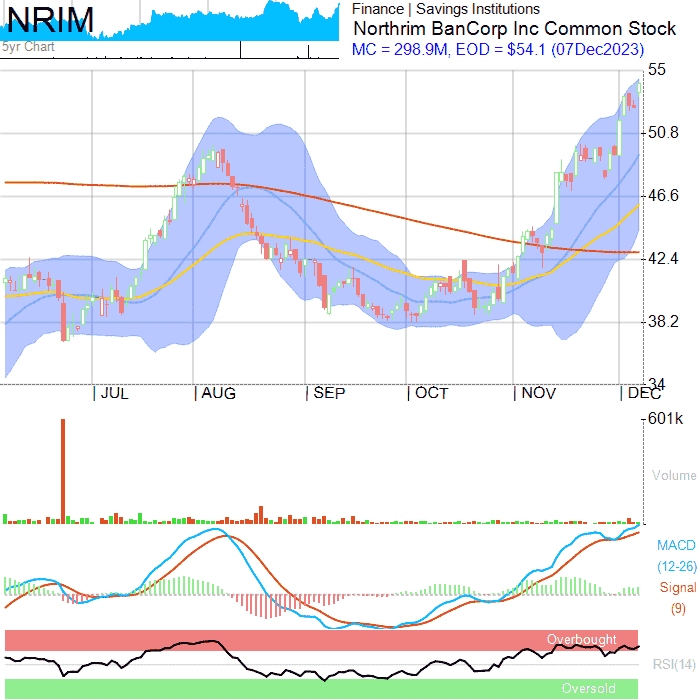 NRIM
5yr Chart
Finance | Savings Institutions
Northrim BanCorp Inc Common Stock
MC = 298.9M, EOD = $54.1 (07Dec2023)
55
50.8
46.6
42.4
38.2
34
JUL AUG SEP OCT NOV DEC
601k
Volume
MACD
(12-26)
Signal
(9)
Overbought
RSI(14)
Oversold